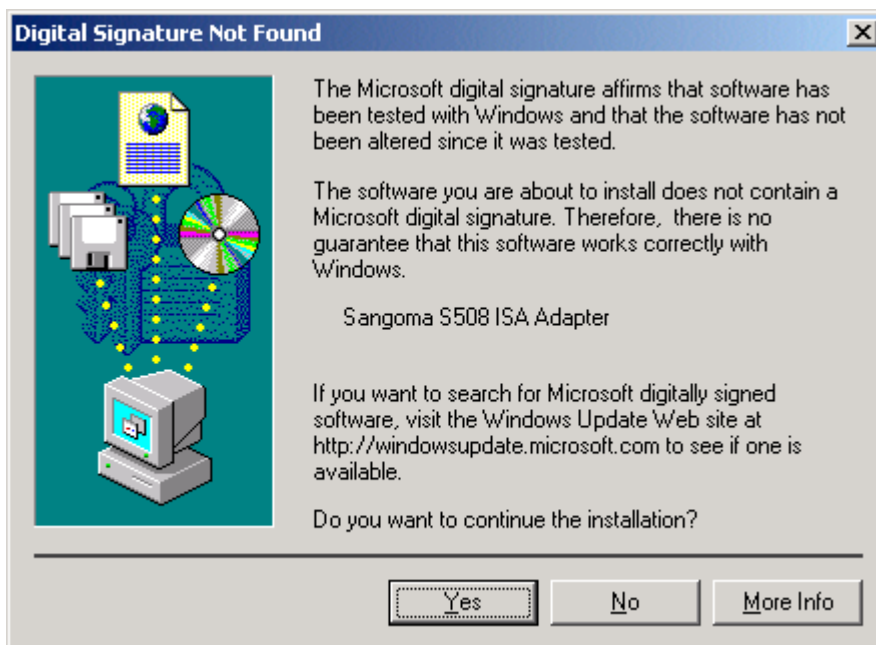 Digital Signature Not Found
The Microsoft digital signature affirms that software has
been tested with Windows and that the software has not
been altered since it was tested.
The software you are about to install does not contain a
Microsoft digital signature. Therefore,  there is no
guarantee that this software works correctly with
Windows.
Sangoma S508 ISA Adapter
If you want to search for Microsoft digitally signed
software, visit the Windows Update Web site at
http://windowsupdate.microsoft.com to see if one is
available.
Do you want to continue the installation?
Yes No More Info